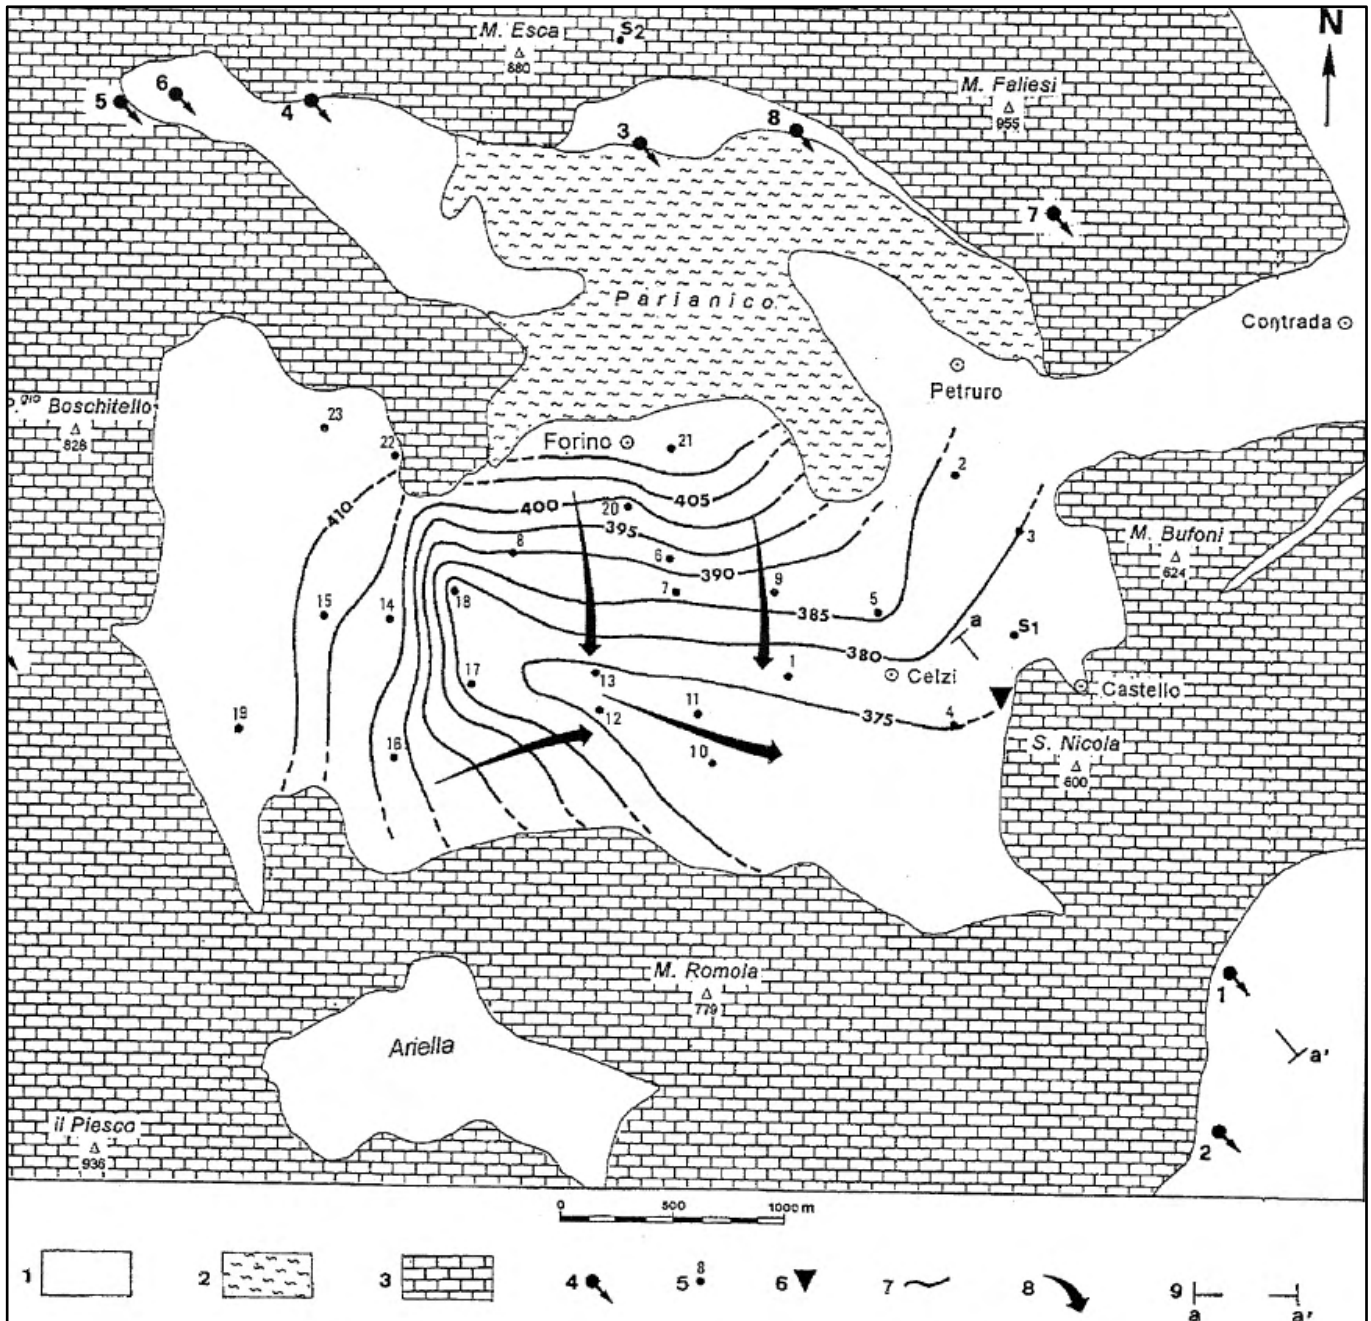 N
M. Esca
880
S2
M. Faliesi
955
5
6
4
3
8
7
Parianico
Contrada
Petruro
P.gio Boschitello
828
23
22
Forino
21
2
410
405
400
20
395
3
M. Bufoni
624
8
6
390
7
9
18
15
14
385
5
a
S1
380
13
1
Celzi
Castello
17
12
11
375
4
19
16
10
S. Nicola
600
M. Romola
779
1
Ariella
a'
il Piesco
936
2
0 500 1000 m
1
2
3
4
5 8
6
7
8
9
a a'